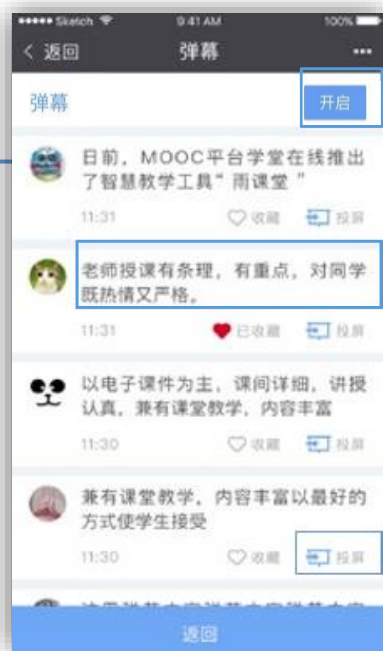 Sketch 9:41 AM 100%
返回 弹幕
弹幕 开启
日前，MOOC平台学堂在线推出
了智慧教学工具“雨课堂”
11:31 收藏 投屏
老师授课有条理，有重点，对同学
既热情又严格。
11:31 已收藏 投屏
以电子课件为主，课间详细，讲授
认真，兼有课堂教学，内容丰富
11:30 收藏 投屏
兼有课堂教学，内容丰富以最好的
方式使学生接受
11:30 收藏 投屏
返回